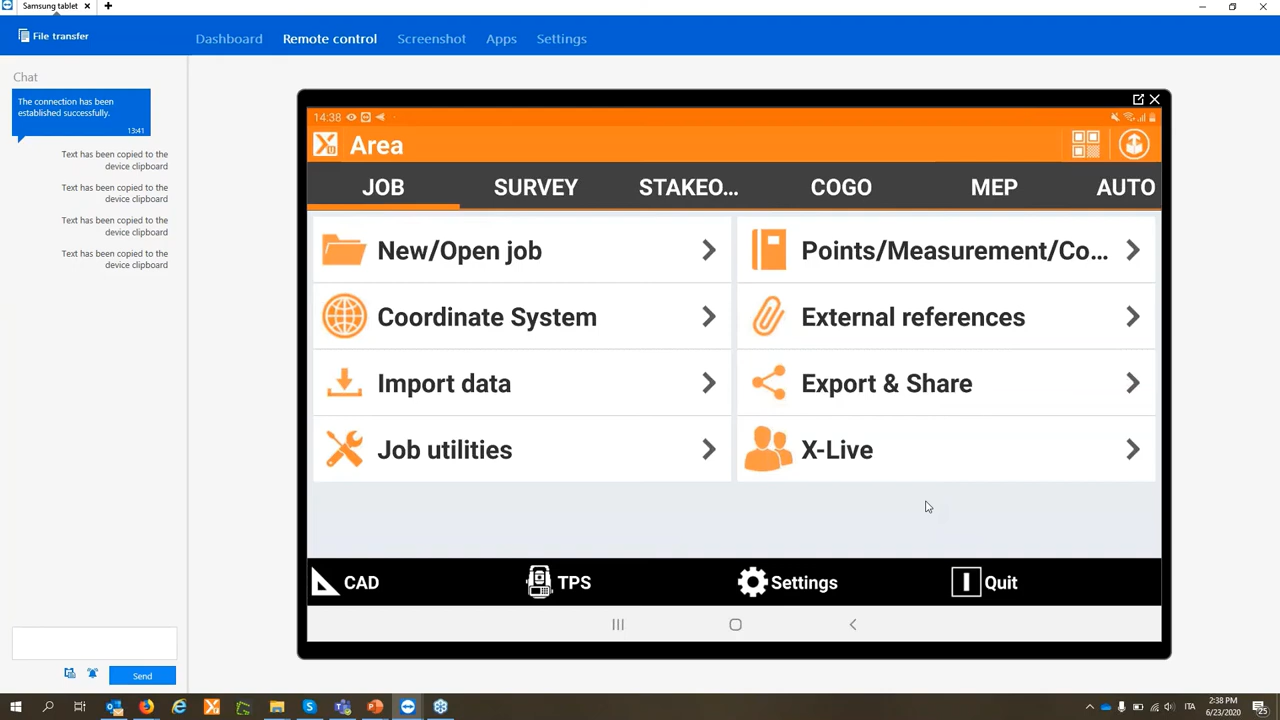 Samsung tablet
File transfer
Dashboard
Remote control
Screenshot
Apps
Settings
Chat
The connection has been
established successfully.
13:41
Text has been copied to the
device clipboard
Text has been copied to the
device clipboard
Text has been copied to the
device clipboard
Text has been copied to the
device clipboard
Send
14:38
Area
JOB
SURVEY
STAKEO...
COGO
MEP
AUTO
New/Open job
Points/Measurement/Co...
Coordinate System
External references
Import data
Export & Share
Job utilities
X-Live
CAD
TPS
Settings
Quit
ITA
2:38 PM
6/23/2020
25